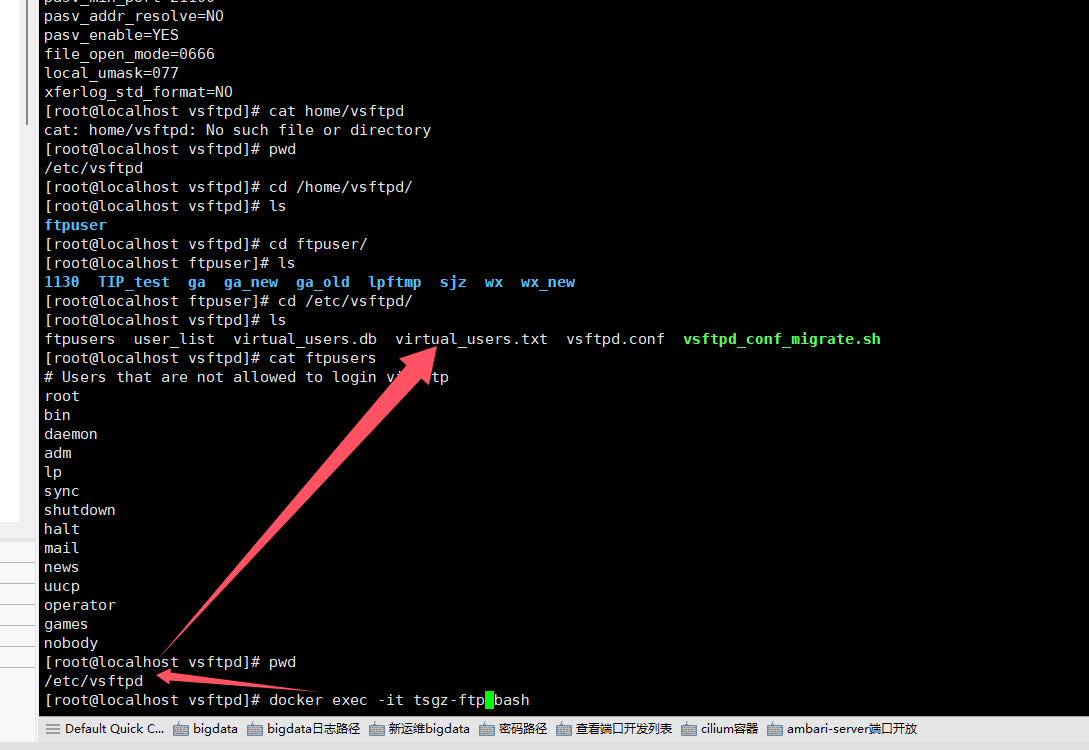 pasv_addr_resolve=NO
pasv_enable=YES
file_open_mode=0666
local_umask=077
xferlog_std_format=NO
[root@localhost vsftpd]# cat home/vsftpd
cat: home/vsftpd: No such file or directory
[root@localhost vsftpd]# pwd
/etc/vsftpd
[root@localhost vsftpd]# cd /home/vsftpd/
[root@localhost vsftpd]# ls
ftpuser
[root@localhost vsftpd]# cd ftpuser/
[root@localhost ftpuser]# ls
1130 TIP_test ga ga_new ga_old lpftmp sjz wx wx_new
[root@localhost ftpuser]# cd /etc/vsftpd/
[root@localhost vsftpd]# ls
ftpusers user_list virtual_users.db virtual_users.txt vsftpd.conf vsftpd_conf_migrate.sh
[root@localhost vsftpd]# cat ftpusers
# Users that are not allowed to login
root
bin
daemon
adm
lp
sync
shutdown
halt
mail
news
uucp
operator
games
nobody
[root@localhost vsftpd]# pwd
/etc/vsftpd
[root@localhost vsftpd]# docker exec -it tsgz-ftp bash
Default Quick C... bigdata bigdata日志路径 新运维bigdata 密码路径 查看端口开发列表 cilium容器 ambari-server端口开放